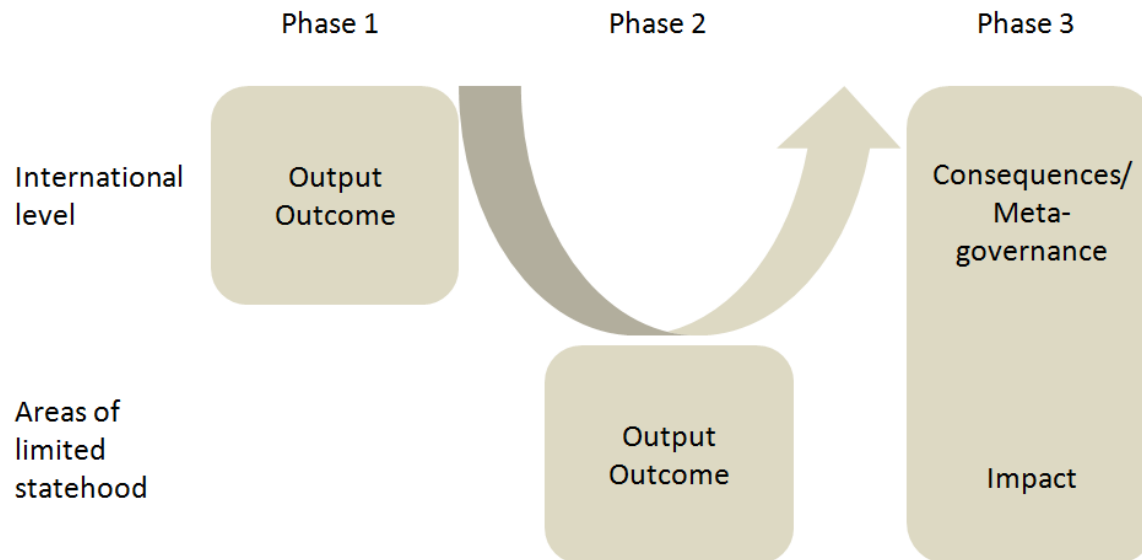 Phase 1
Phase 2
Phase 3
International
level
Output
Outcome
Consequences/
Meta-
governance
Areas of
limited
statehood
Output
Outcome
Impact